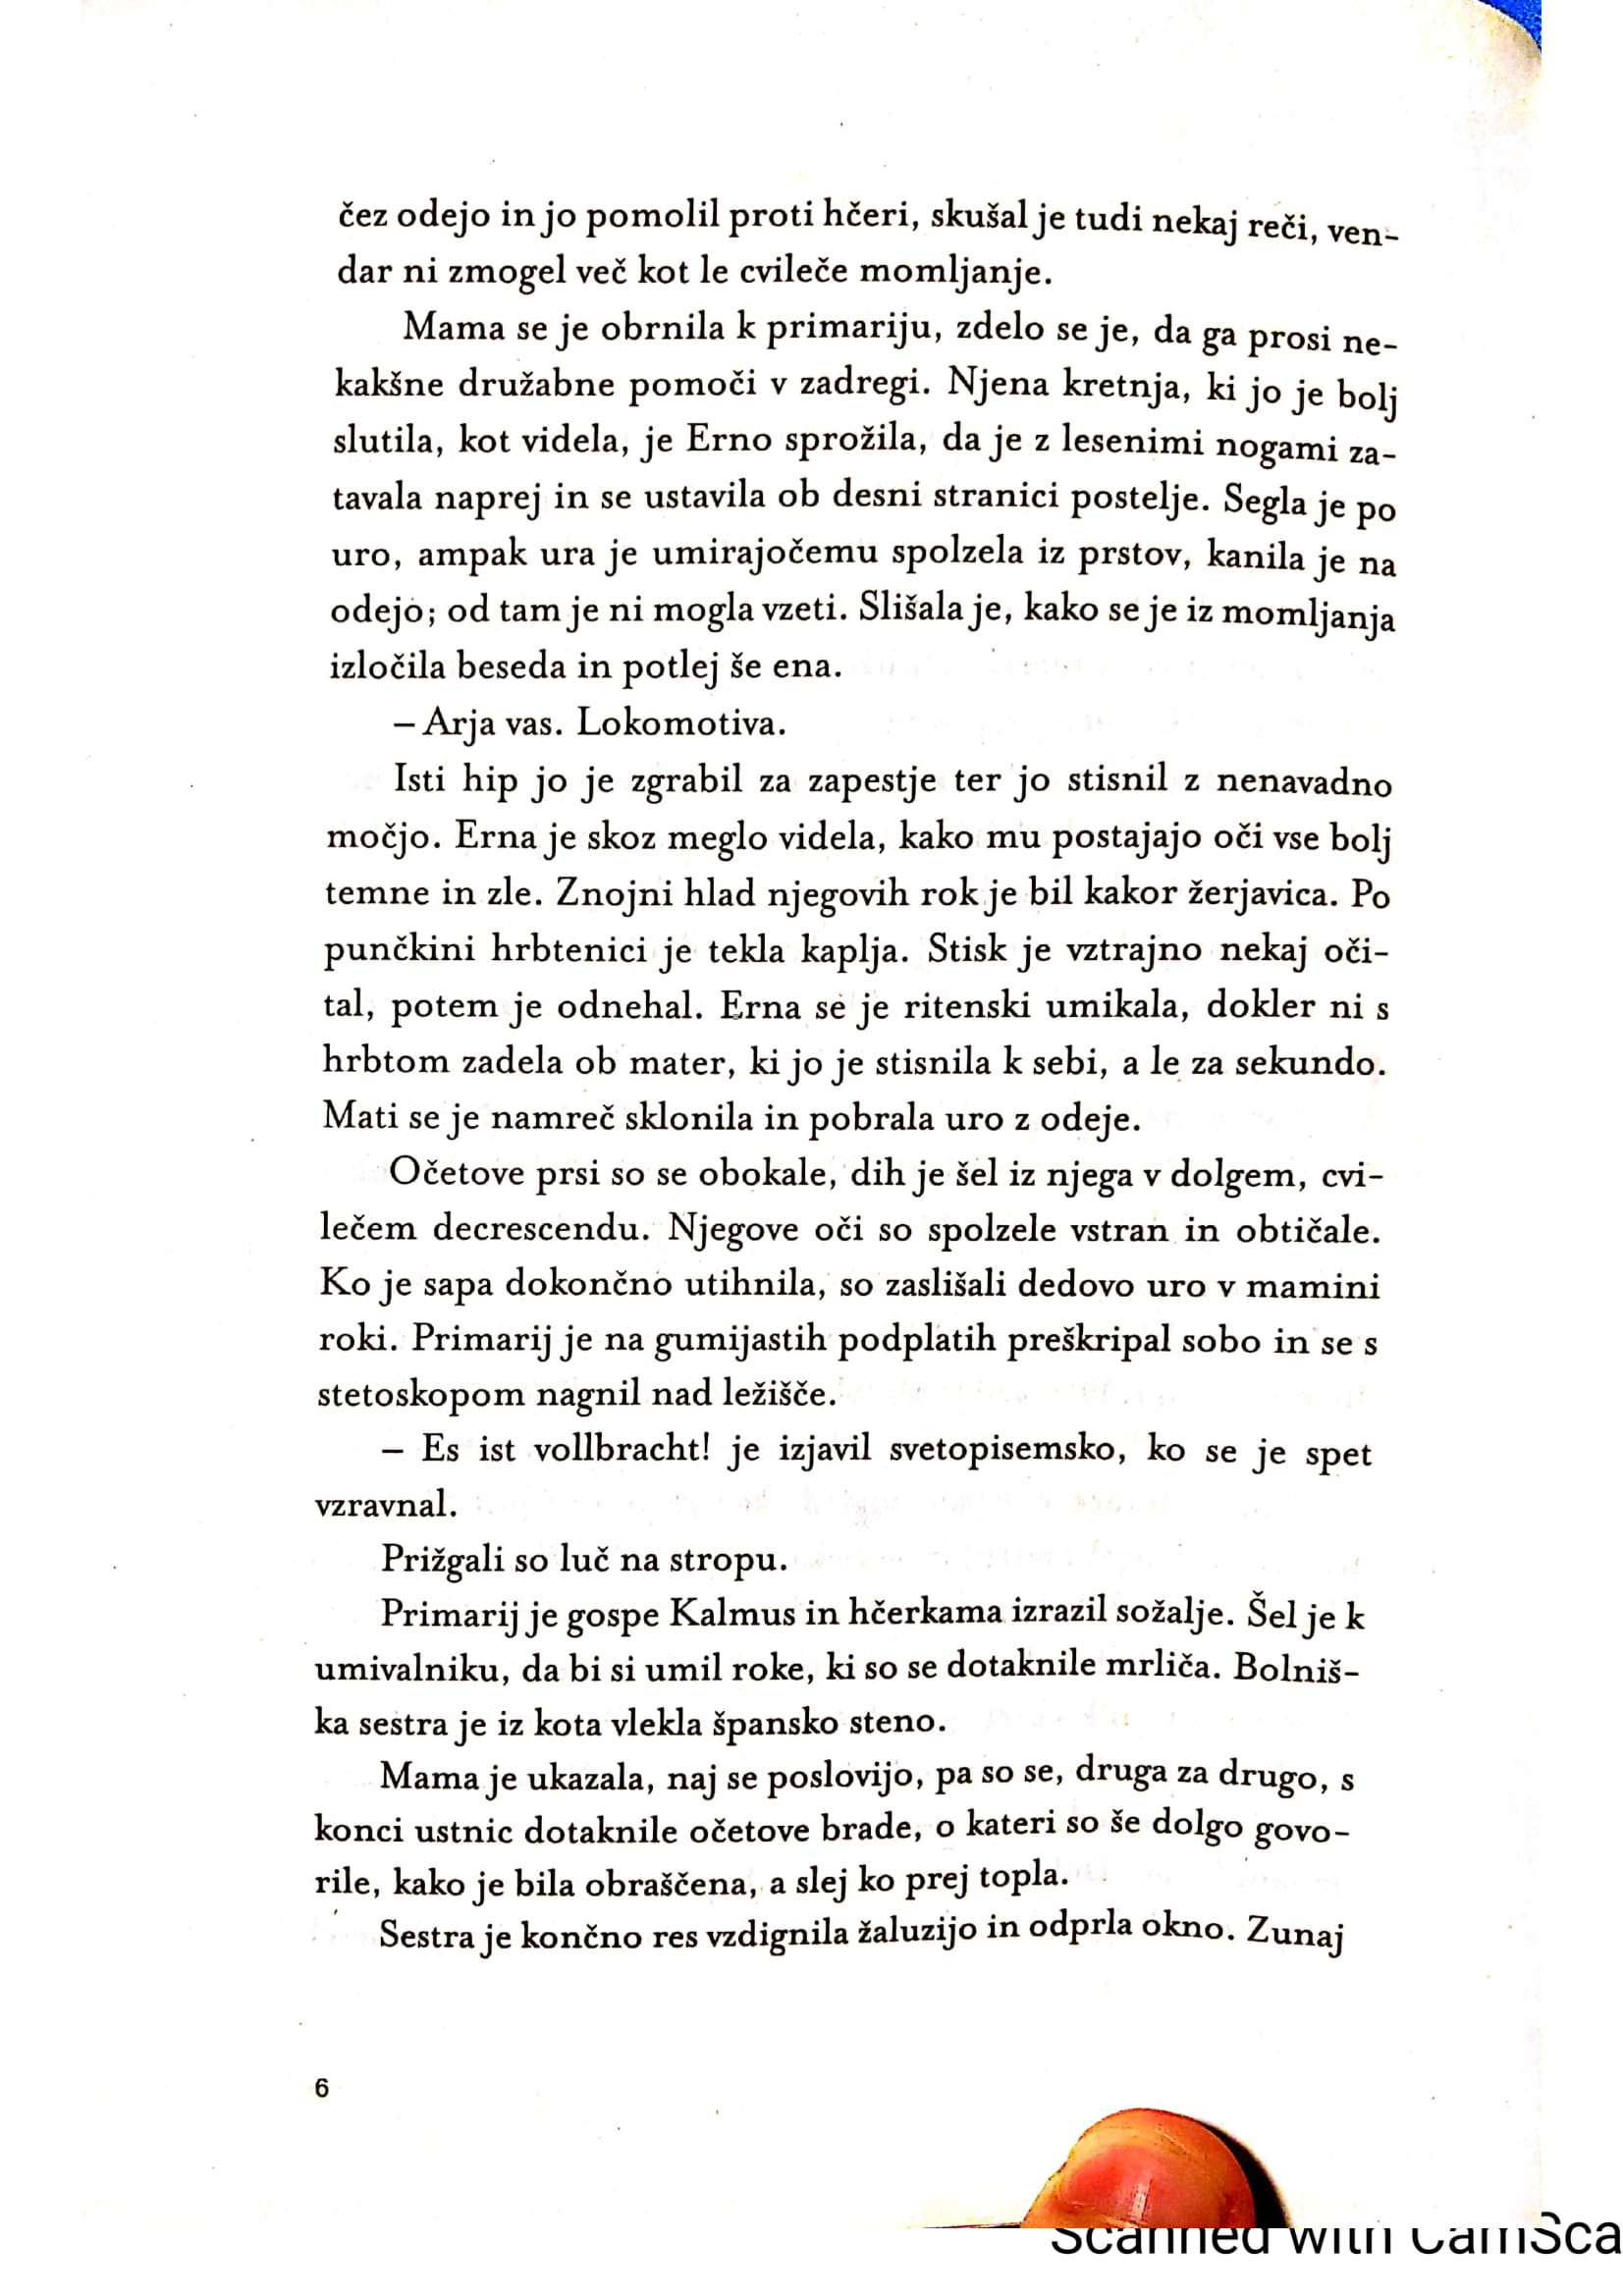 čez odejo in jo pomolil proti hčeri, skušal je tudi nekaj reči, ven-
dar ni zmogel več kot le cvileče momljanje.
Mama se je obrnila k primariju, zdelo se je, da ga prosi ne-
kakšne družabne pomoči v zadregi. Njena kretnja, ki jo je bolj
slutila, kot videla, je Erno sprožila, da je z lesenimi nogami za-
tavala naprej in se ustavila ob desni stranici postelje. Segla je po
uro, ampak ura je umirajočemu spolzela iz prstov, kanila je na
odejo; od tam je ni mogla vzeti. Slišala je, kako se je iz momljanja
izločila beseda in potlej še ena.
– Arja vas. Lokomotiva.
Isti hip jo je zgrabil za zapestje ter jo stisnil z nenavadno
močjo. Erna je skoz meglo videla, kako mu postajajo oči vse bolj
temne in zle. Znojni hlad njegovih rok je bil kakor žerjavica. Po
punčkini hrbtenici je tekla kaplja. Stisk je vztrajno nekaj oči-
tal, potem je odnehal. Erna se je ritenski umikala, dokler ni s
hrbtom zadela ob mater, ki jo je stisnila k sebi, a le za sekundo.
Mati se je namreč sklonila in pobrala uro z odeje.
Očetove prsi so se obokale, dih je šel iz njega v dolgem, cvi-
lečem decrescendu. Njegove oči so spolzele vstran in obtičale.
Ko je sapa dokončno utihnila, so zaslišali dedovo uro v mamini
roki. Primarij je na gumijastih podplatih preškripal sobo in se s
stetoskopom nagnil nad ležišče.
– Es ist vollbracht! je izjavil svetopisemsko, ko se je spet
vzravnal.
Prižgali so luč na stropu.
Primarij je gospe Kalmus in hčerkama izrazil sožalje. Šel je k
umivalniku, da bi si umil roke, ki so se dotaknile mrliča. Bolniš-
ka sestra je iz kota vlekla špansko steno.
Mama je ukazala, naj se poslovijo, pa so se, druga za drugo, s
konci ustnic dotaknile očetove brade, o kateri so še dolgo govo-
rile, kako je bila obraščena, a slej ko prej topla.
Sestra je končno res vzdignila žaluzijo in odprla okno. Zunaj
6
Scanned with CamSca